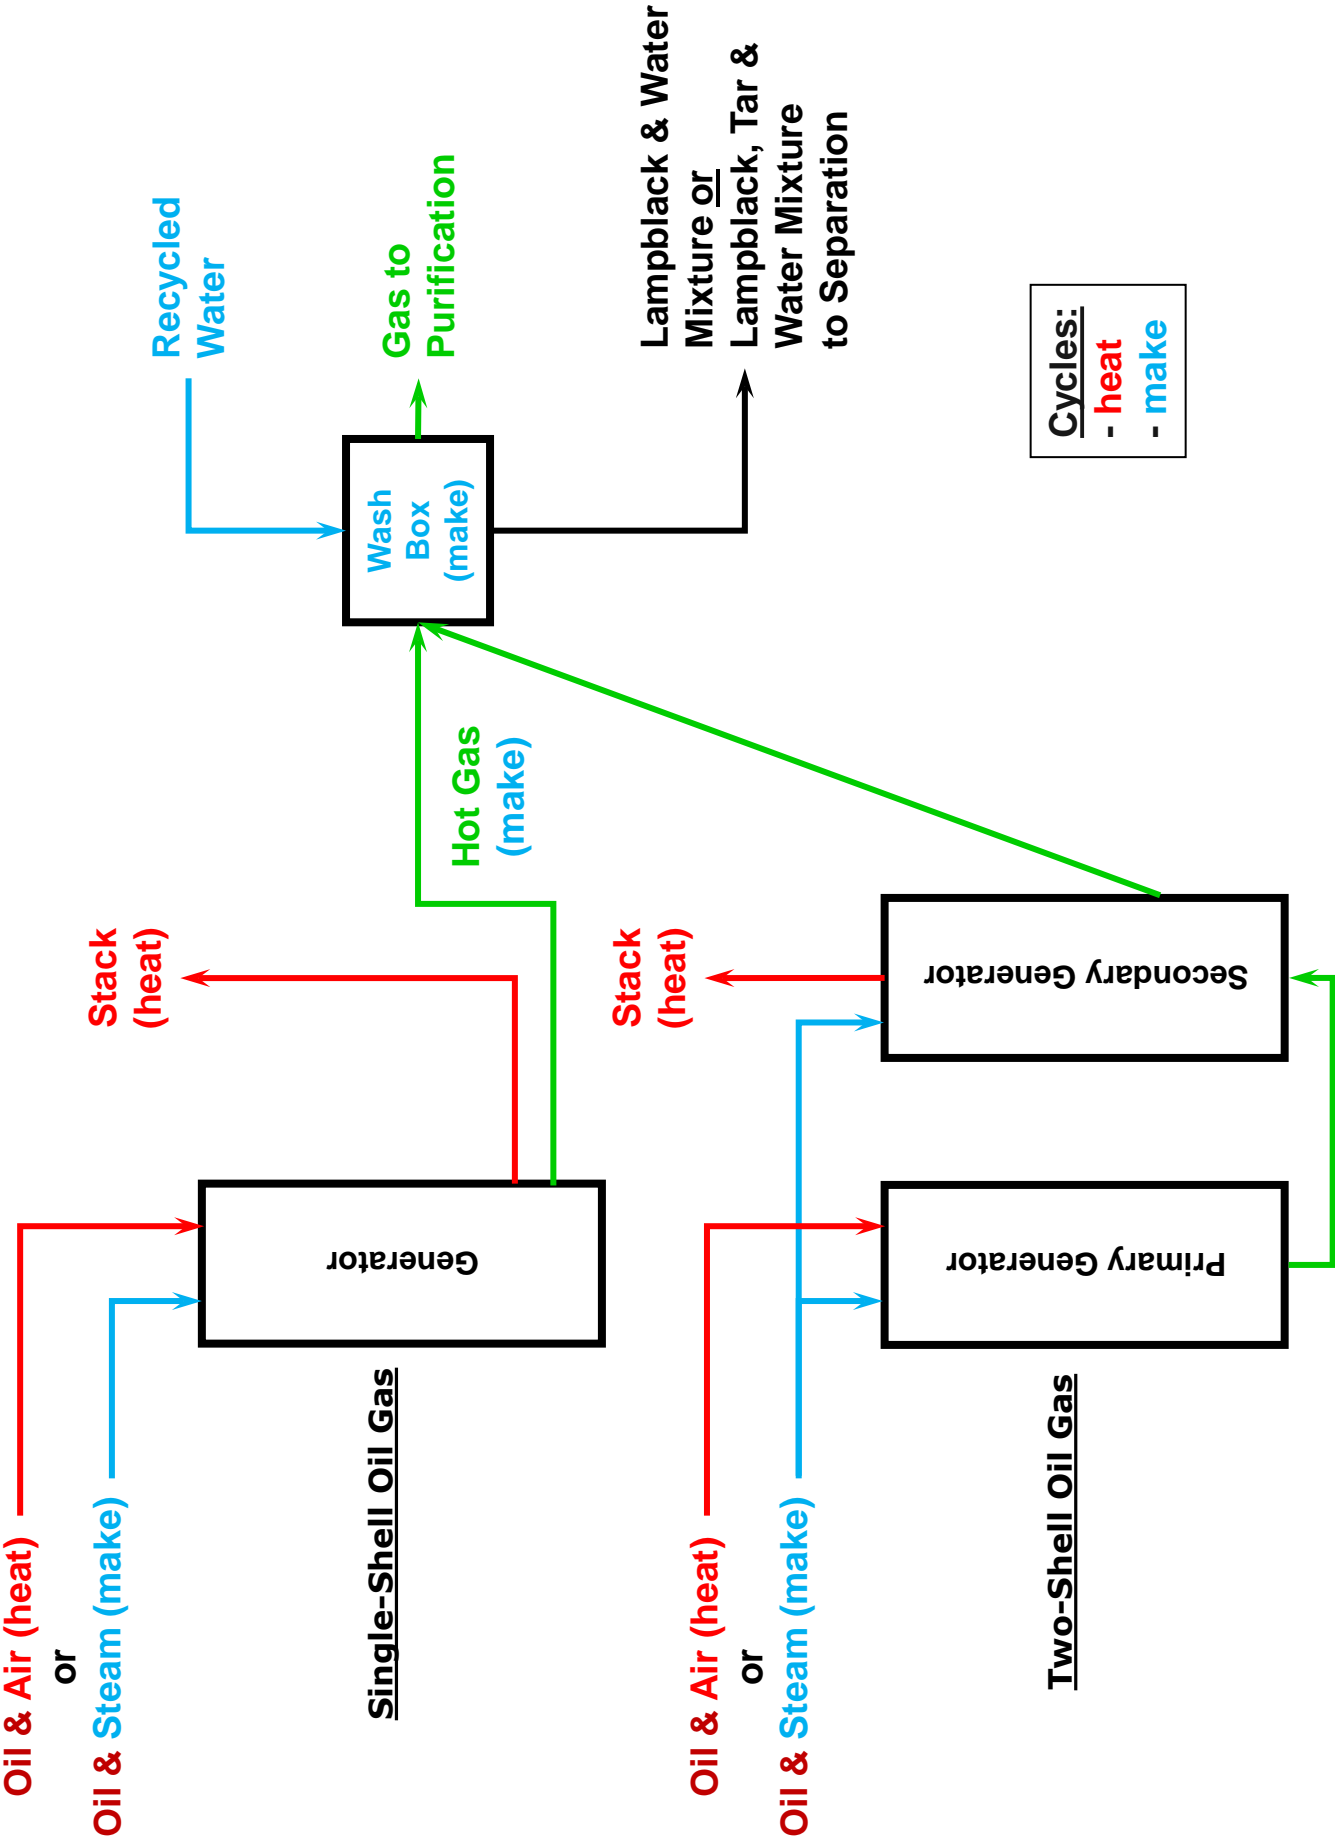 Oil & Air (heat)
or
Oil & Steam (make)
Single-Shell Oil Gas
Generator
Stack
(heat)
Hot Gas
(make)
Wash
Box
(make)
Recycled
Water
Gas to
Purification
Lampblack & Water
Mixture or
Lampblack, Tar &
Water Mixture
to Separation
Oil & Air (heat)
or
Oil & Steam (make)
Two-Shell Oil Gas
Primary Generator
Secondary Generator
Stack
(heat)
Cycles:
- heat
- make